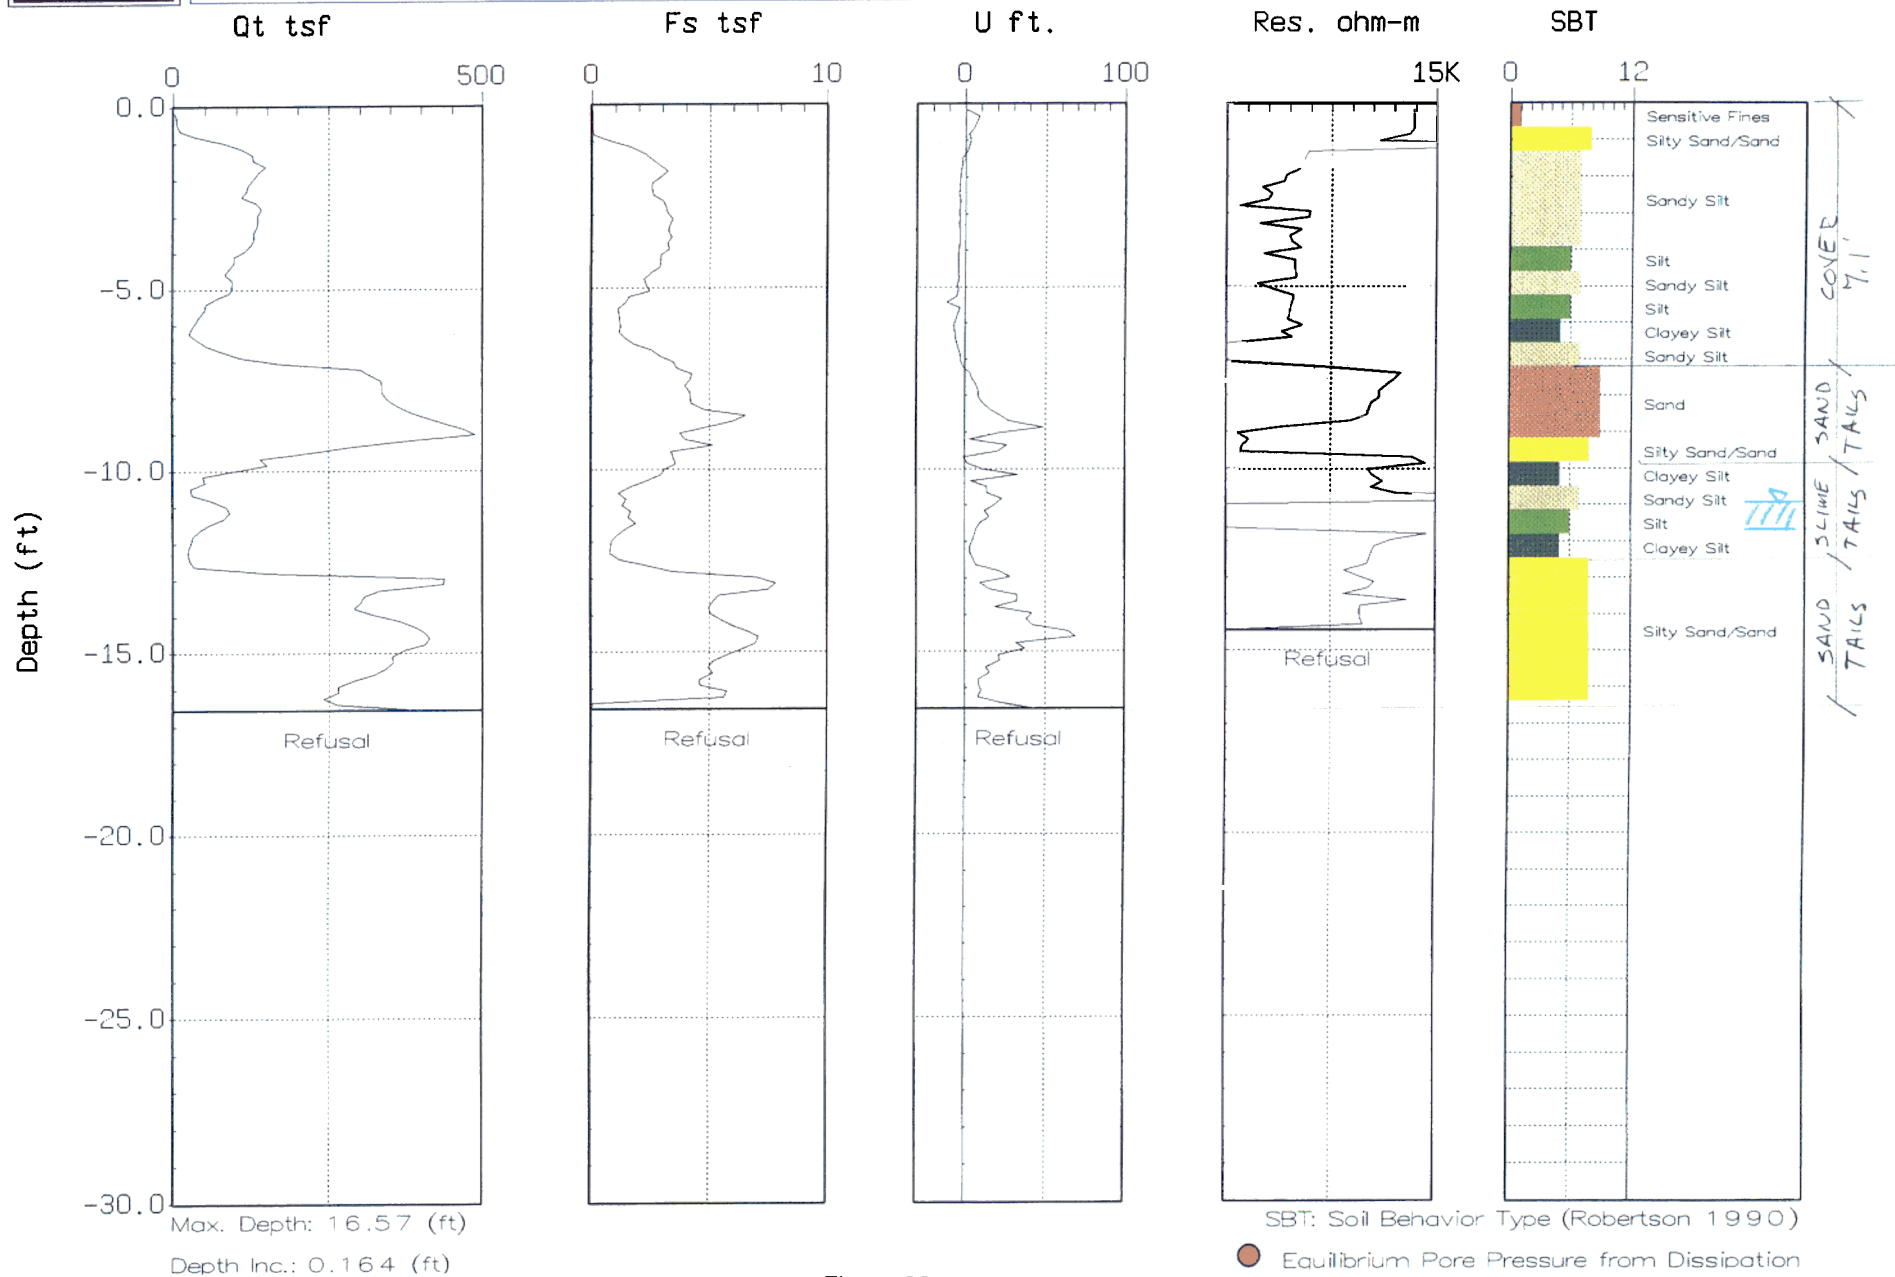 Qt tsf
Fs tsf
U ft.
Res. ohm-m
SBT
0 500
0 10
0 100
15K
0 12
0.0
-5.0
-10.0
-15.0
-20.0
-25.0
-30.0
Depth (ft)
Refusal
Refusal
Refusal
Refusal
Sensitive Fines
Silty Sand/Sand
Sandy Silt
Silt
Sandy Silt
Silt
Clayey Silt
Sandy Silt
Sand
Silty Sand/Sand
Clayey Silt
Sandy Silt
Silt
Clayey Silt
Silty Sand/Sand
COVER
7.1'
SAND
TAILS
SLIME
TAILS
SAND
TAILS
Max. Depth: 16.57 (ft)
Depth Inc.: 0.164 (ft)
SBT: Soil Behavior Type (Robertson 1990)
Equilibrium Pore Pressure from Dissipation